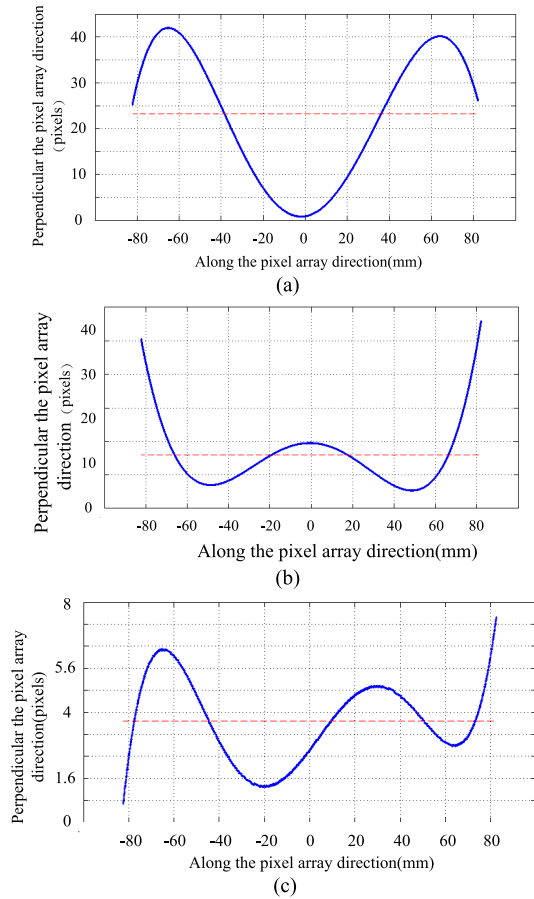 Perpendicular the pixel array direction
(pixels)
40
30
20
10
0
-80 -60 -40 -20 0 20 40 60 80
Along the pixel array direction(mm)
(a)
Perpendicular the pixel array
direction (pixels)
40
30
20
10
0
-80 -60 -40 -20 0 20 40 60 80
Along the pixel array direction(mm)
(b)
Perpendicular the pixel array
direction(pixels)
8
5.6
4
1.6
0
-80 -60 -40 -20 0 20 40 60 80
Along the pixel array direction(mm)
(c)